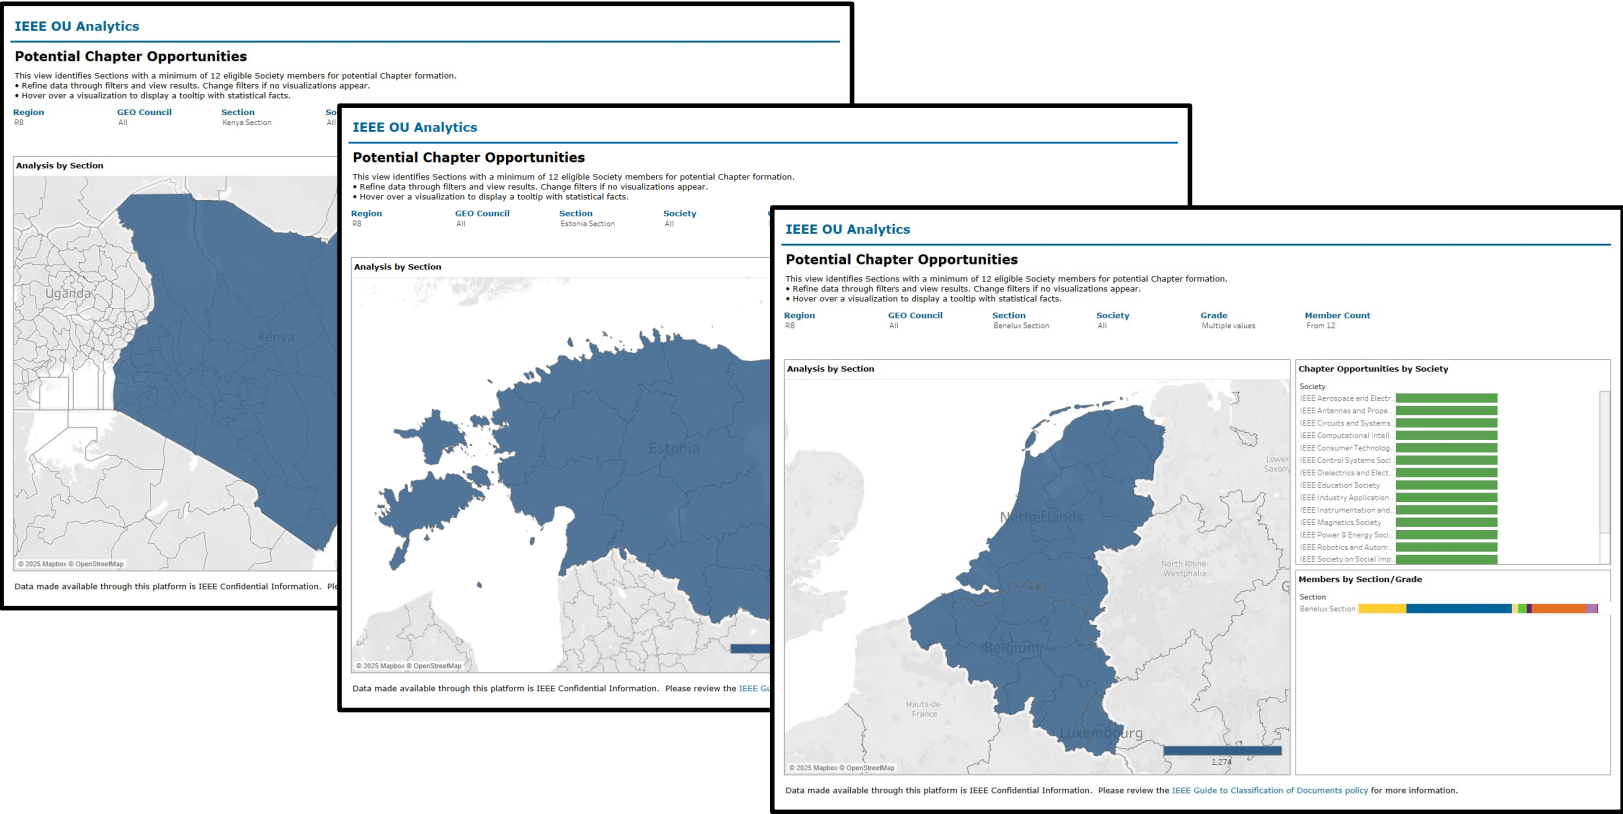 IEEE OU Analytics
Potential Chapter Opportunities
This view identifies Sections with a minimum of 12 eligible Society members for potential Chapter formation.
• Refine data through filters and view results. Change filters if no visualizations appear.
• Hover over a visualization to display a tooltip with statistical facts.
Region GEO Council Section So
R8 All Kenya Section All
Analysis by Section
Uganda
Kenya
© 2025 Mapbox © OpenStreetMap
Data made available through this platform is IEEE Confidential Information. Ple
IEEE OU Analytics
Potential Chapter Opportunities
This view identifies Sections with a minimum of 12 eligible Society members for potential Chapter formation.
• Refine data through filters and view results. Change filters if no visualizations appear.
• Hover over a visualization to display a tooltip with statistical facts.
Region GEO Council Section Society
R8 All Estonia Section All
Analysis by Section
Estonia
© 2025 Mapbox © OpenStreetMap
Data made available through this platform is IEEE Confidential Information. Please review the IEEE Gu
IEEE OU Analytics
Potential Chapter Opportunities
This view identifies Sections with a minimum of 12 eligible Society members for potential Chapter formation.
• Refine data through filters and view results. Change filters if no visualizations appear.
• Hover over a visualization to display a tooltip with statistical facts.
Region GEO Council Section Society Grade Member Count
R8 All Benelux Section All Multiple values From 12
Analysis by Section
Lower
Saxony
Netherlands
North Rhine-
Westphalia
G
Belgium
Hauts-de-
France
Luxembourg
1,274
© 2025 Mapbox © OpenStreetMap
Chapter Opportunities by Society
Society
IEEE Aerospace and Electr..
IEEE Antennas and Propa..
IEEE Circuits and Systems..
IEEE Computational Intell..
IEEE Consumer Technolog..
IEEE Control Systems Soci..
IEEE Dielectrics and Elect..
IEEE Education Society
IEEE Industry Application..
IEEE Instrumentation and..
IEEE Magnetics Society
IEEE Power & Energy Soci..
IEEE Robotics and Autom..
IEEE Society on Social Imp..
Members by Section/Grade
Section
Benelux Section
Data made available through this platform is IEEE Confidential Information. Please review the IEEE Guide to Classification of Documents policy for more information.